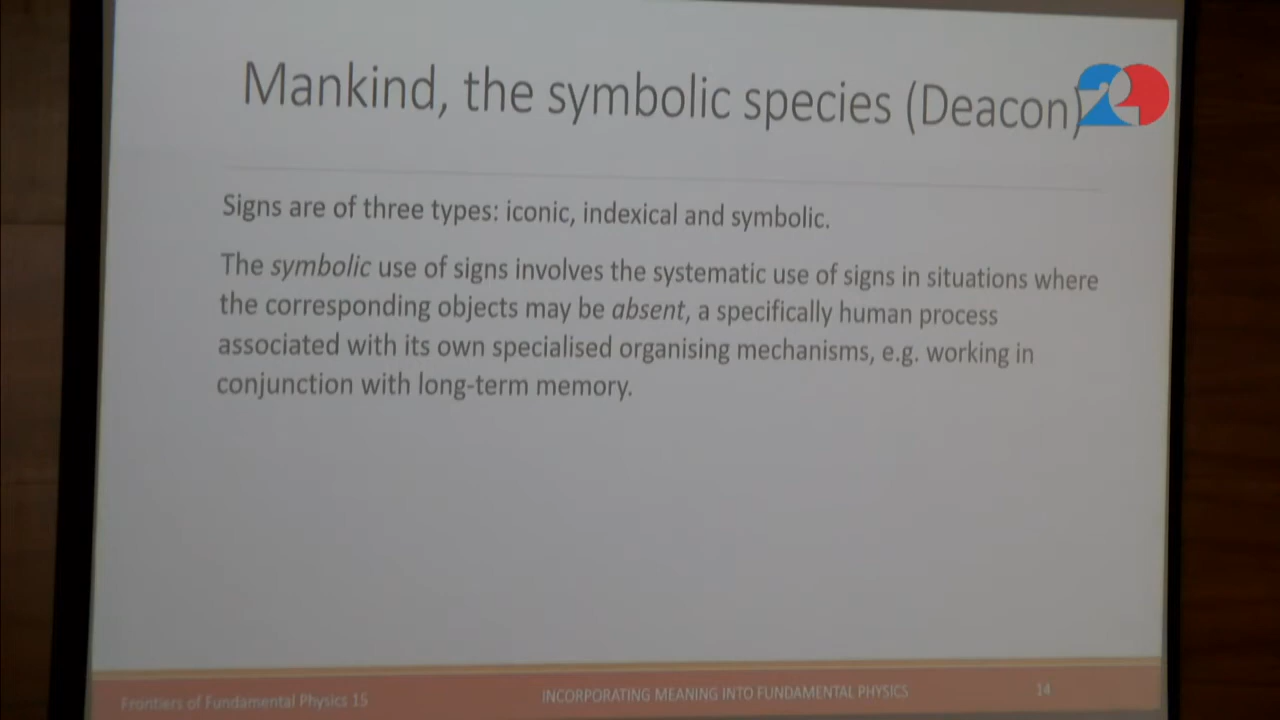 Mankind, the symbolic species (Deacon)
Signs are of three types: iconic, indexical and symbolic.
The symbolic use of signs involves the systematic use of signs in situations where
the corresponding objects may be absent, a specifically human process
associated with its own specialised organising mechanisms, e.g. working in
conjunction with long-term memory.
Frontiers of Fundamental Physics 15
INCORPORATING MEANING INTO FUNDAMENTAL PHYSICS
14